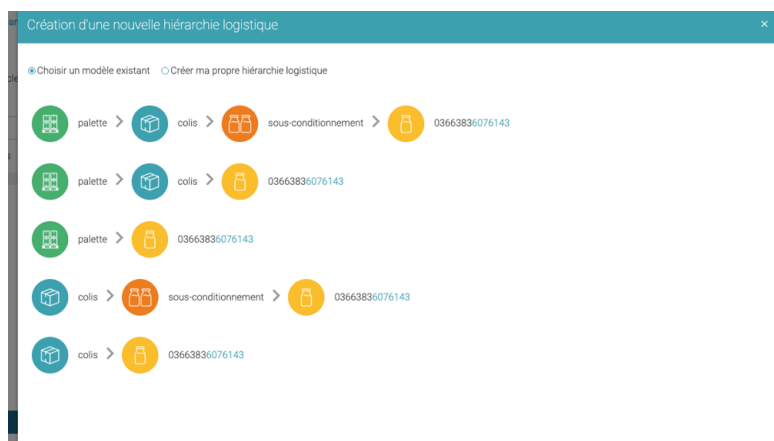 Création d'une nouvelle hiérarchie logistique ×
Choisir un modèle existant Créer ma propre hiérarchie logistique
palette > colis > sous-conditionnement > 03663836076143
palette > colis > 03663836076143
palette > 03663836076143
colis > sous-conditionnement > 03663836076143
colis > 03663836076143